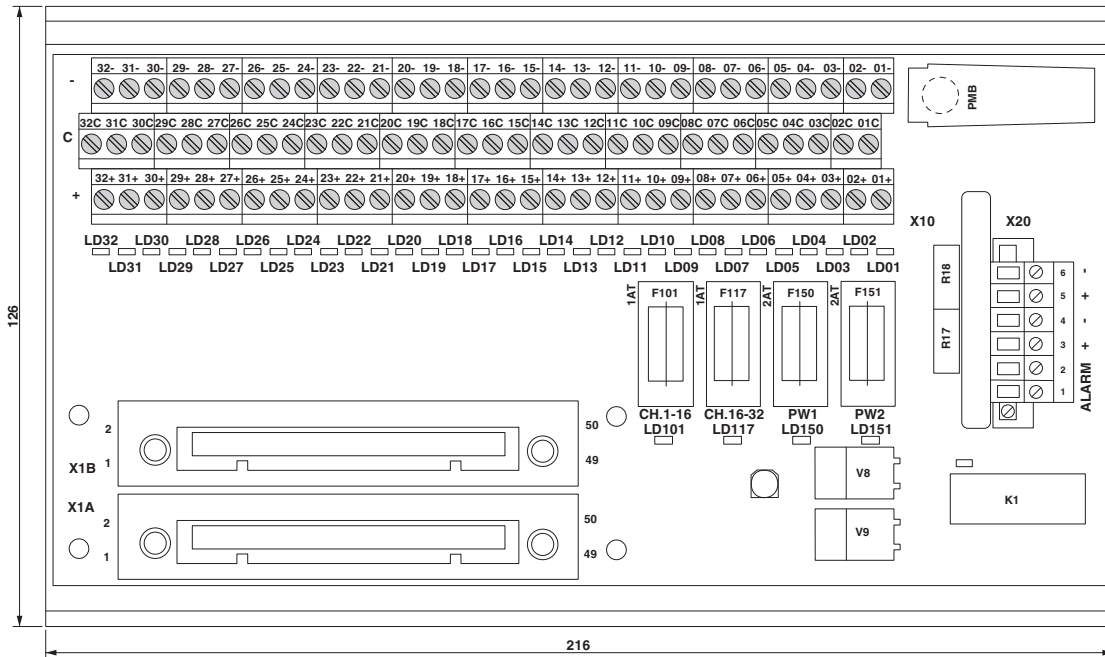 32- 31- 30- 29- 28- 27- 26- 25- 24- 23- 22- 21- 20- 19- 18- 17- 16- 15- 14- 13- 12- 11- 10- 09- 08- 07- 06- 05- 04- 03- 02- 01-
-
32C 31C 30C 29C 28C 27C 26C 25C 24C 23C 22C 21C 20C 19C 18C 17C 16C 15C 14C 13C 12C 11C 10C 09C 08C 07C 06C 05C 04C 03C 02C 01C
C
32+ 31+ 30+ 29+ 28+ 27+ 26+ 25+ 24+ 23+ 22+ 21+ 20+ 19+ 18+ 17+ 16+ 15+ 14+ 13+ 12+ 11+ 10+ 09+ 08+ 07+ 06+ 05+ 04+ 03+ 02+ 01+
+
PMB
X10
X20
LD32 LD30 LD28 LD26 LD24 LD22 LD20 LD18 LD16 LD14 LD12 LD10 LD08 LD06 LD04 LD02
LD31 LD29 LD27 LD25 LD23 LD21 LD19 LD17 LD15 LD13 LD11 LD09 LD07 LD05 LD03 LD01
1AT
F101
1AT
F117
2AT
F150
2AT
F151
R18
R17
6 -
5 +
4 -
3 +
2
1
ALARM
CH.1-16 CH.16-32 PW1 PW2
LD101 LD117 LD150 LD151
126
2
50
1
49
X1B
X1A
2
50
1
49
V8
V9
K1
216